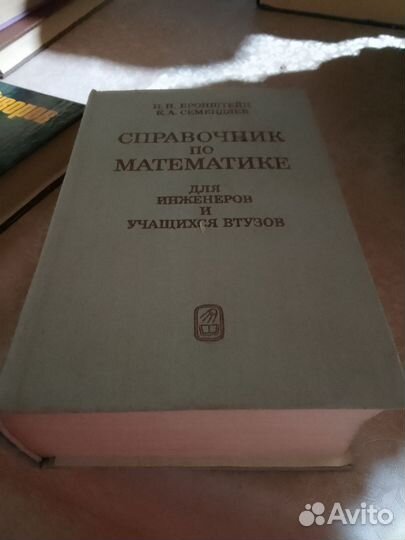 И. Н. БРОНШТЕЙН
К. А. СЕМЕНДЯЕВ
СПРАВОЧНИК
ПО
МАТЕМАТИКЕ
ДЛЯ
ИНЖЕНЕРОВ
И
УЧАЩИХСЯ ВТУЗОВ
Avito